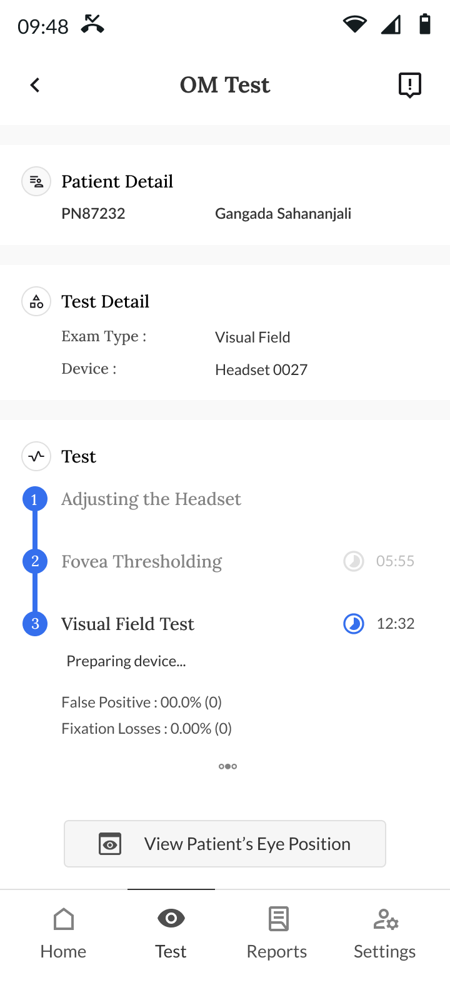 09:48
OM Test
Patient Detail
PN87232 Gangada Sahananjali
Test Detail
Exam Type : Visual Field
Device : Headset 0027
Test
1 Adjusting the Headset
2 Fovea Thresholding 05:55
3 Visual Field Test 12:32
Preparing device...
False Positive : 00.0% (0)
Fixation Losses : 0.00% (0)
View Patient’s Eye Position
Home Test Reports Settings